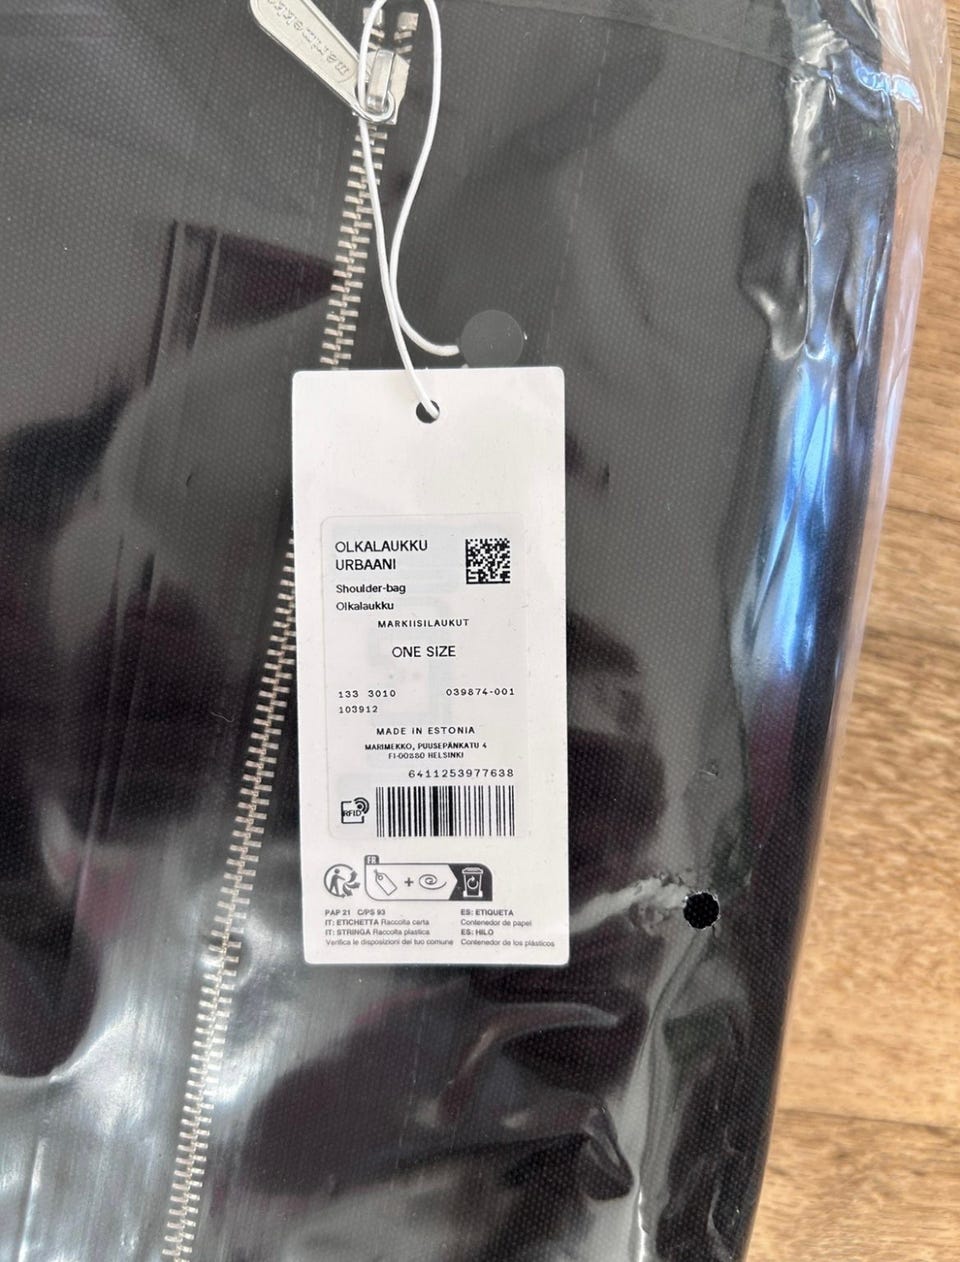 marimekko
OLKALAUKKU
URBAANI
Shoulder-bag
Olkalaukku
MARKIISILAUKUT
ONE SIZE
133 3010 039874-001
103912
MADE IN ESTONIA
MARIMEKKO, PUUSEPÄNKATU 4
FI-00880 HELSINKI
6411253977638
RFID
FR
PAP 21 C/PS 93
IT: ETICHETTA Raccolta carta
IT: STRINGA Raccolta plastica
Verifica le disposizioni del tuo comune
ES: ETIQUETA
Contenedor de papel
ES: HILO
Contenedor de los plásticos